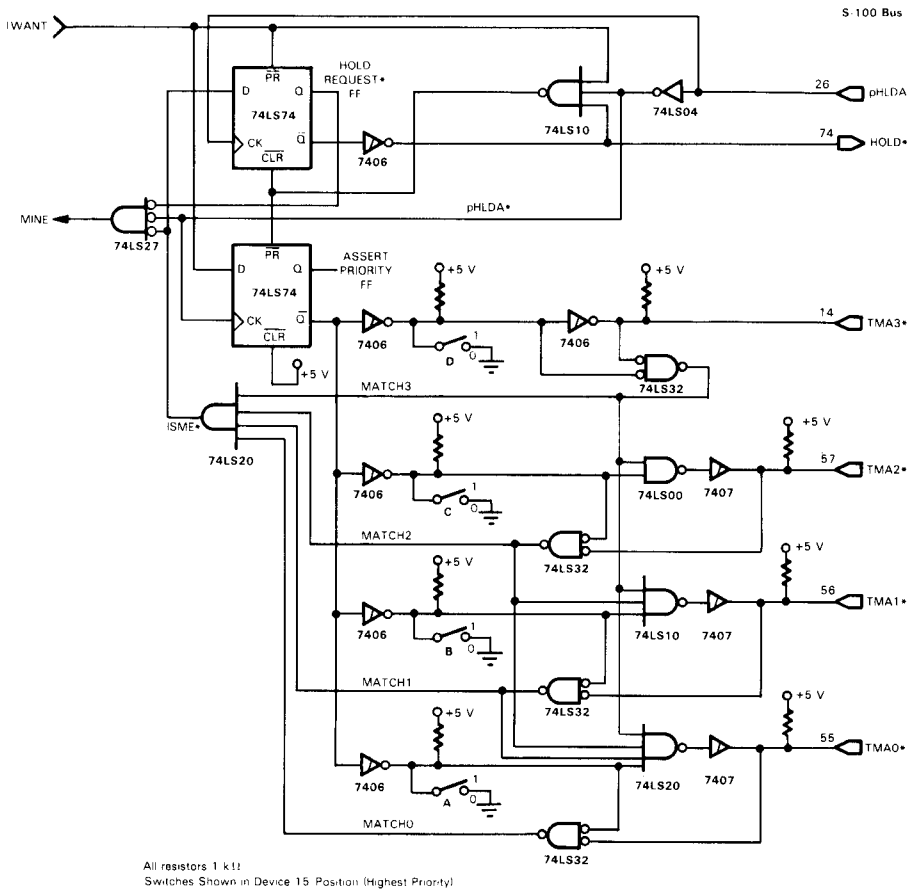 S-100 Bus
IWANT
HOLD
REQUEST*
FF
PR
D
Q
74LS74
CK
Q
CLR
7406
74LS10
74LS04
26
pHLDA
74
HOLD*
MINE
74LS27
pHLDA*
PR
D
Q
74LS74
CK
Q
CLR
+5 V
ASSERT
PRIORITY
FF
+5 V
+5 V
7406
1
0
D
7406
14
TMA3*
74LS32
MATCH3
ISME*
74LS20
+5 V
+5 V
7406
1
0
C
74LS00
7407
57
TMA2*
MATCH2
74LS32
+5 V
+5 V
7406
1
0
B
74LS10
7407
56
TMA1*
MATCH1
74LS32
+5 V
+5 V
7406
1
0
A
74LS20
7407
55
TMA0*
MATCH0
74LS32
All resistors 1 kΩ
Switches Shown in Device 15 Position (Highest Priority)